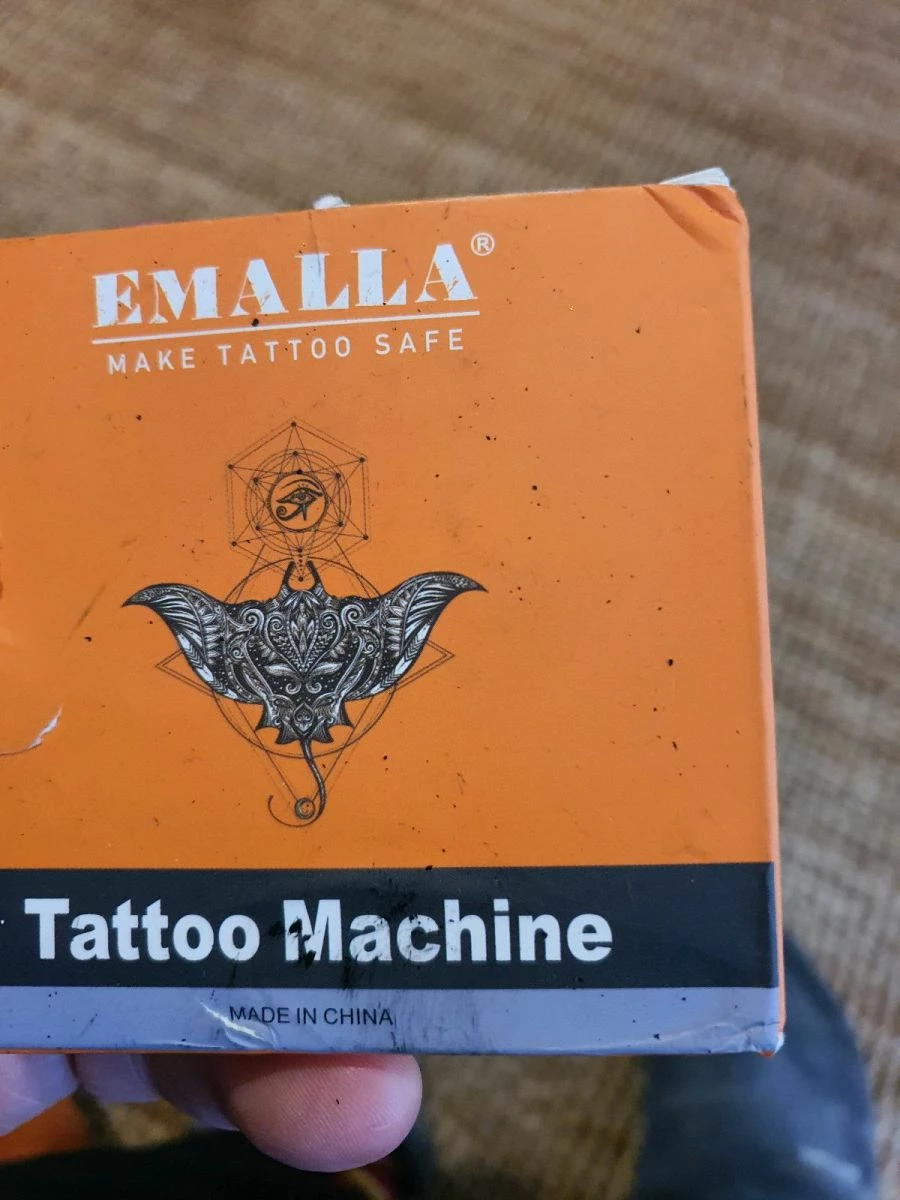 EMALLA®
MAKE TATTOO SAFE
Tattoo Machine
MADE IN CHINA